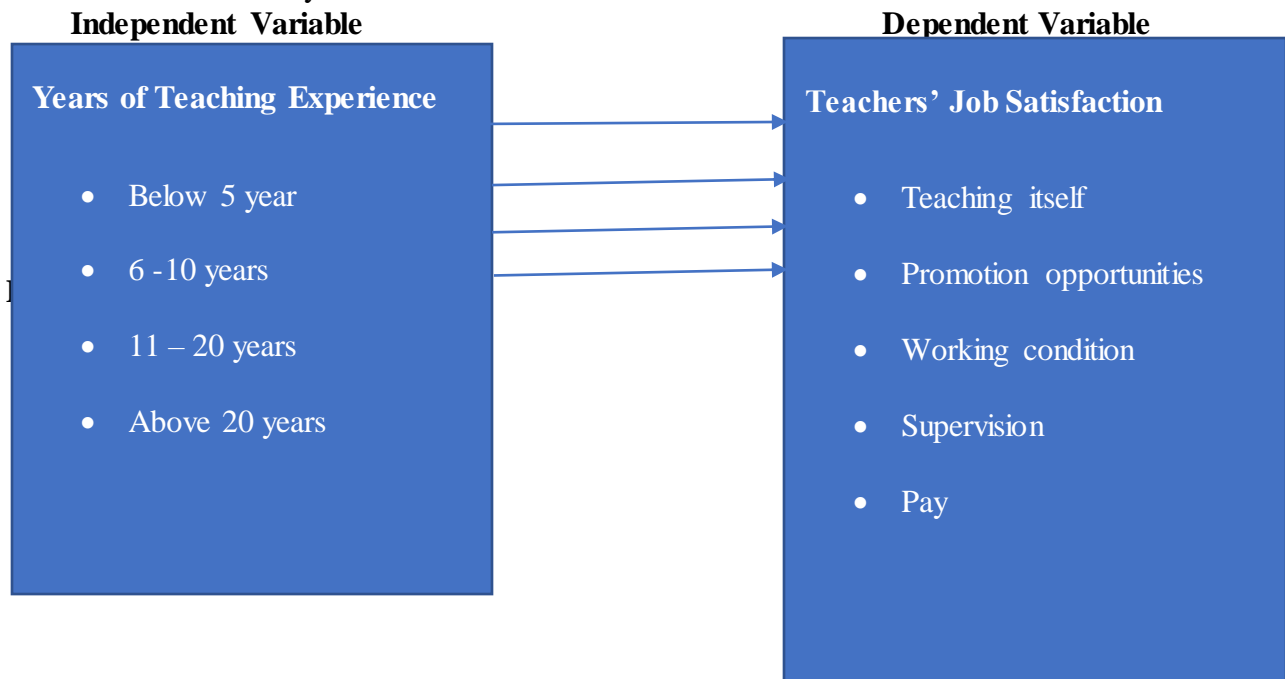 Independent Variable
Dependent Variable
Years of Teaching Experience
• Below 5 year
• 6 -10 years
• 11 – 20 years
• Above 20 years
Teachers’ Job Satisfaction
• Teaching itself
• Promotion opportunities
• Working condition
• Supervision
• Pay